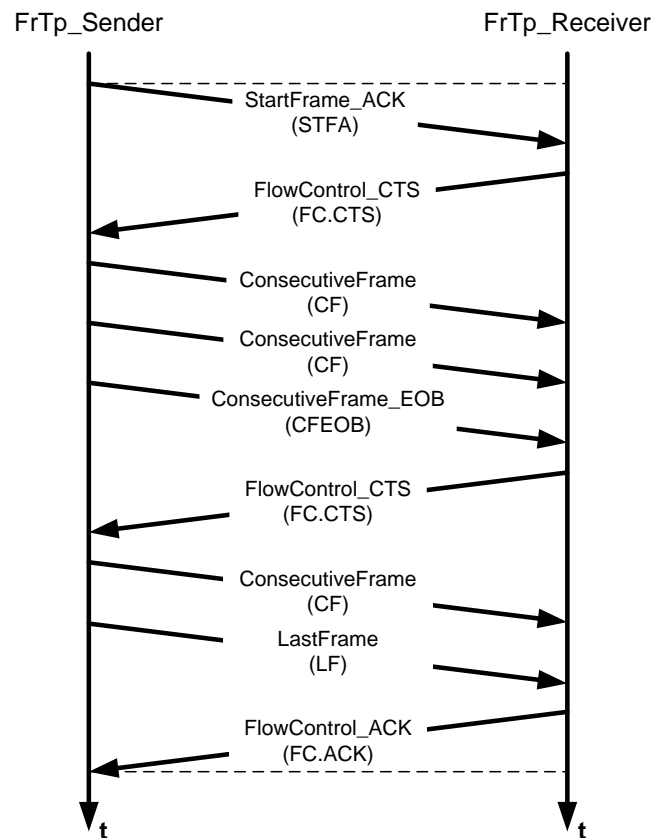 FrTp_Sender
FrTp_Receiver
StartFrame_ACK
(STFA)
FlowControl_CTS
(FC.CTS)
ConsecutiveFrame
(CF)
ConsecutiveFrame
(CF)
ConsecutiveFrame_EOB
(CFEOB)
FlowControl_CTS
(FC.CTS)
ConsecutiveFrame
(CF)
LastFrame
(LF)
FlowControl_ACK
(FC.ACK)
t
t